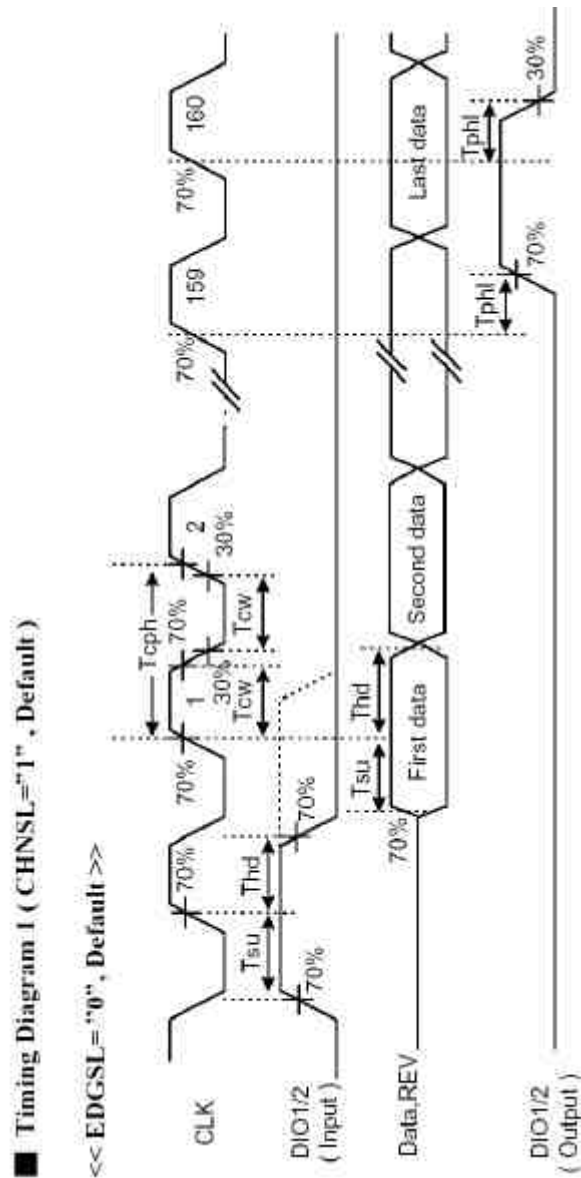 ■ Timing Diagram 1 ( CHNSL="1" , Default )
<< EDGSL= "0" , Default >>
CLK
70%
70%
Tcph
1
70%
30%
2
30%
Tcw
Tcw
70%
159
70%
160
DIO1/2
( Input )
Tsu
Thd
70%
70%
Data,REV
70%
Tsu
Thd
First data
Second data
Last data
DIO1/2
( Output )
Tphl
70%
Tphl
30%